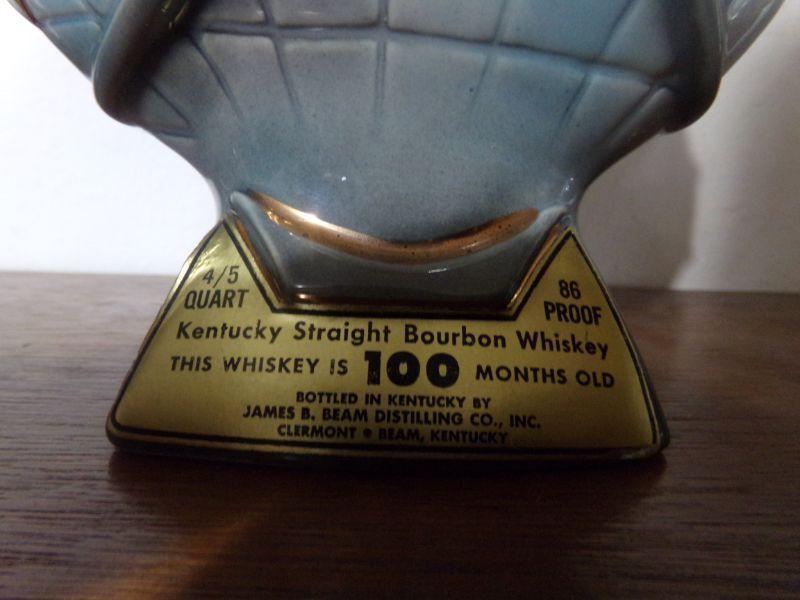 4/5
QUART
86
PROOF
Kentucky Straight Bourbon Whiskey
THIS WHISKEY IS 100 MONTHS OLD
BOTTLED IN KENTUCKY BY
JAMES B. BEAM DISTILLING CO., INC.
CLERMONT • BEAM, KENTUCKY